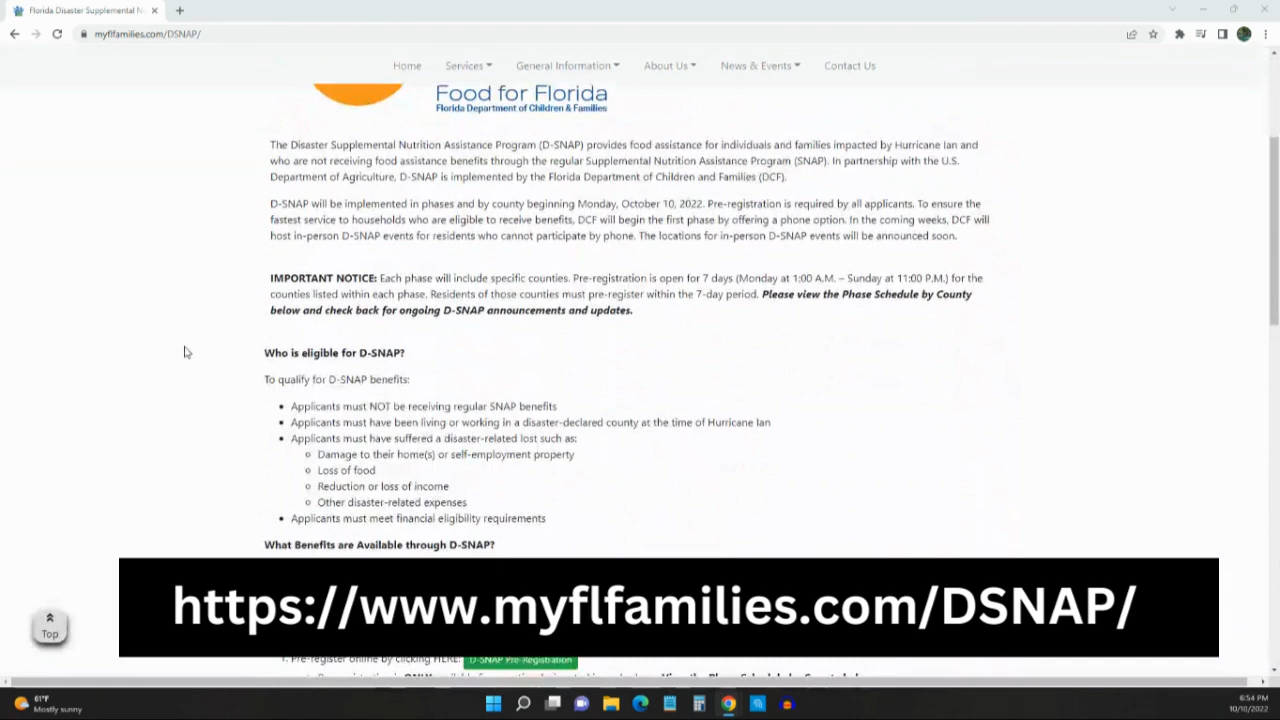 Florida Disaster Supplemental N
myflfamilies.com/DSNAP/
Home Services General Information About Us News & Events Contact Us
Food for Florida
Florida Department of Children & Families
The Disaster Supplemental Nutrition Assistance Program (D-SNAP) provides food assistance for individuals and families impacted by Hurricane Ian and
who are not receiving food assistance benefits through the regular Supplemental Nutrition Assistance Program (SNAP). In partnership with the U.S.
Department of Agriculture, D-SNAP is implemented by the Florida Department of Children and Families (DCF).
D-SNAP will be implemented in phases and by county beginning Monday, October 10, 2022. Pre-registration is required by all applicants. To ensure the
fastest service to households who are eligible to receive benefits, DCF will begin the first phase by offering a phone option. In the coming weeks, DCF will
host in-person D-SNAP events for residents who cannot participate by phone. The locations for in-person D-SNAP events will be announced soon.
IMPORTANT NOTICE: Each phase will include specific counties. Pre-registration is open for 7 days (Monday at 1:00 A.M. – Sunday at 11:00 P.M.) for the
counties listed within each phase. Residents of those counties must pre-register within the 7-day period. Please view the Phase Schedule by County
below and check back for ongoing D-SNAP announcements and updates.
Who is eligible for D-SNAP?
To qualify for D-SNAP benefits:
• Applicants must NOT be receiving regular SNAP benefits
• Applicants must have been living or working in a disaster-declared county at the time of Hurricane Ian
• Applicants must have suffered a disaster-related lost such as:
○ Damage to their home(s) or self-employment property
○ Loss of food
○ Reduction or loss of income
○ Other disaster-related expenses
• Applicants must meet financial eligibility requirements
What Benefits are Available through D-SNAP?
https://www.myflfamilies.com/DSNAP/
Top
1. Pre-register online by clicking HERE: D-SNAP Pre-Registration
61°F
Mostly sunny
6:54 PM
10/10/2022